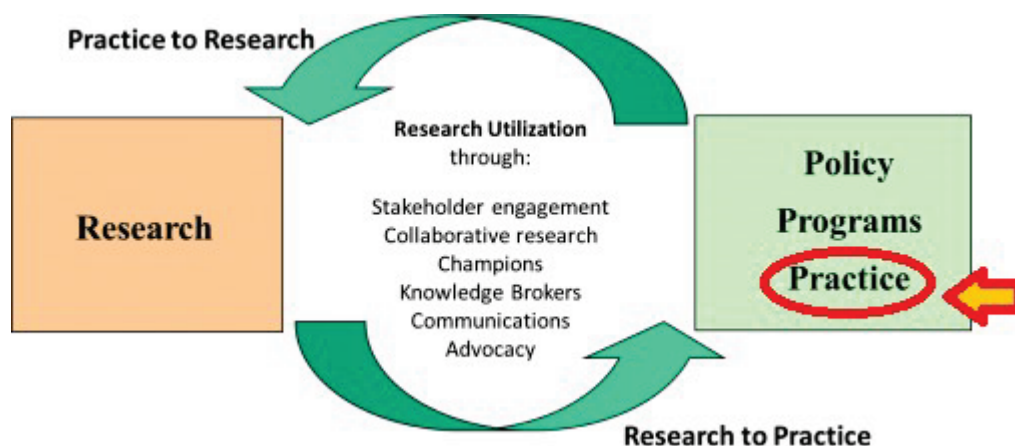 Practice to Research
Research
Research Utilization
through:
Stakeholder engagement
Collaborative research
Champions
Knowledge Brokers
Communications
Advocacy
Policy
Programs
Practice
Research to Practice